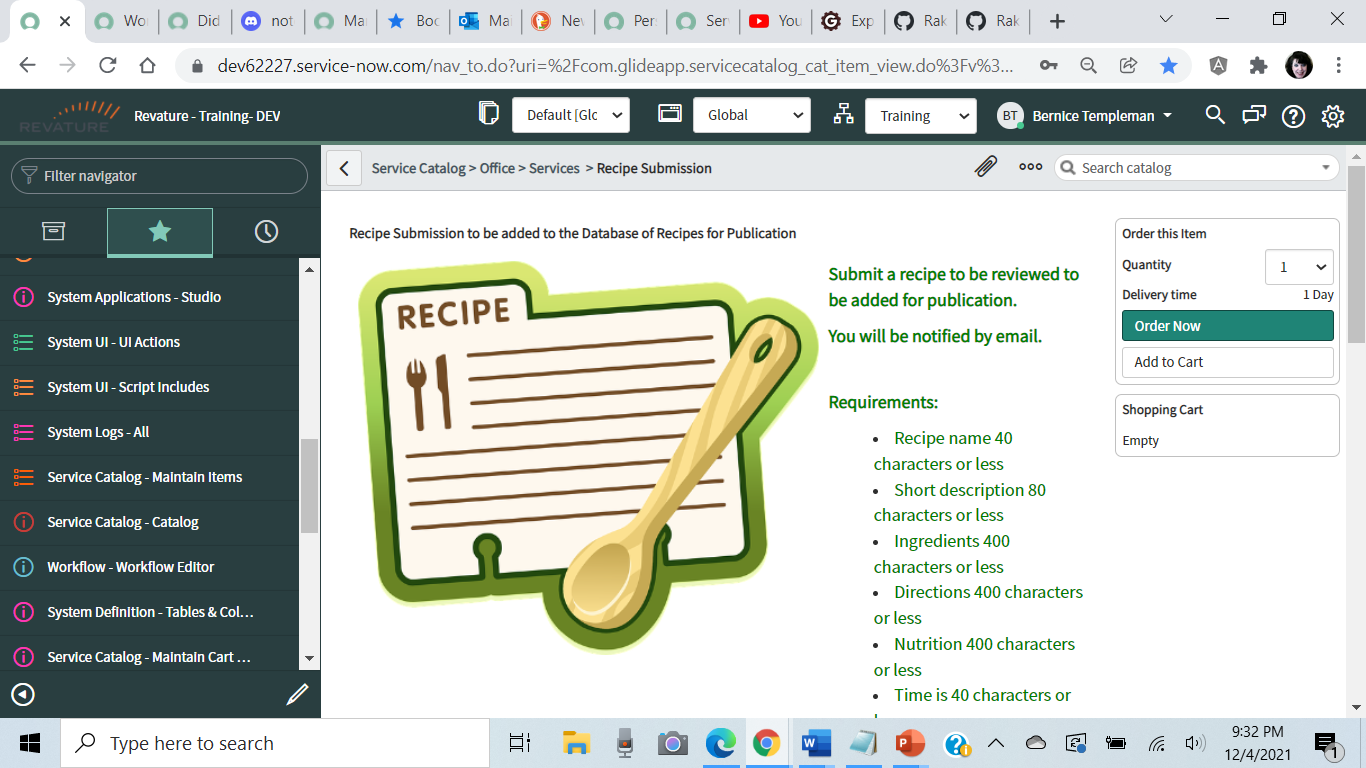 Wo
Did
not
Ma
Boo
Ma
Nev
Per
Ser
You
Exp
Rak
Rak
dev62227.service-now.com/nav_to.do?uri=%2Fcom.glideapp.servicecatalog_cat_item_view.do%3Fv%3...
REVATURE
Revature - Training- DEV
Default [Glo
Global
Training
BT
Bernice Templeman
Filter navigator
Service Catalog > Office > Services > Recipe Submission
Search catalog
System Applications - Studio
System UI - UI Actions
System UI - Script Includes
System Logs - All
Service Catalog - Maintain Items
Service Catalog - Catalog
Workflow - Workflow Editor
System Definition - Tables & Col...
Service Catalog - Maintain Cart ...
Recipe Submission to be added to the Database of Recipes for Publication
RECIPE
Submit a recipe to be reviewed to
be added for publication.
You will be notified by email.
Requirements:
• Recipe name 40
characters or less
• Short description 80
characters or less
• Ingredients 400
characters or less
• Directions 400 characters
or less
• Nutrition 400 characters
or less
• Time is 40 characters or
Order this Item
Quantity
1
Delivery time
1 Day
Order Now
Add to Cart
Shopping Cart
Empty
Type here to search
9:32 PM
12/4/2021
1